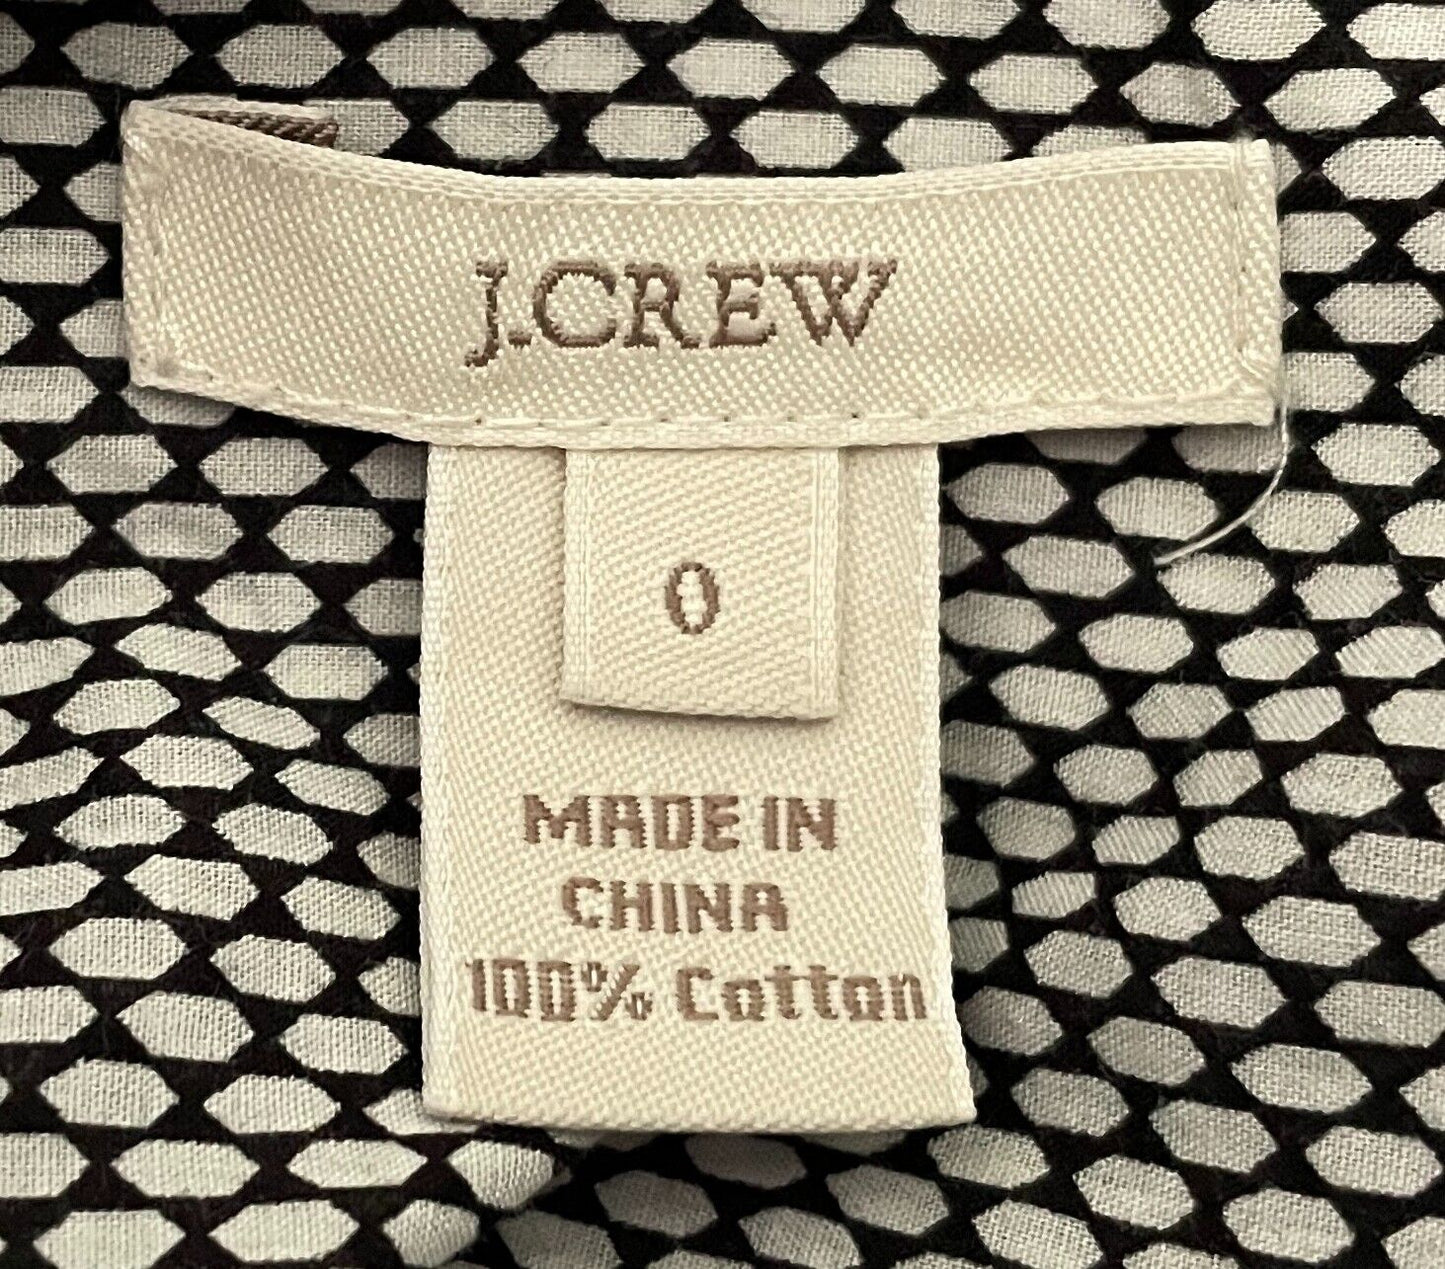 J.CREW
0
MADE IN
CHINA
100% Cotton